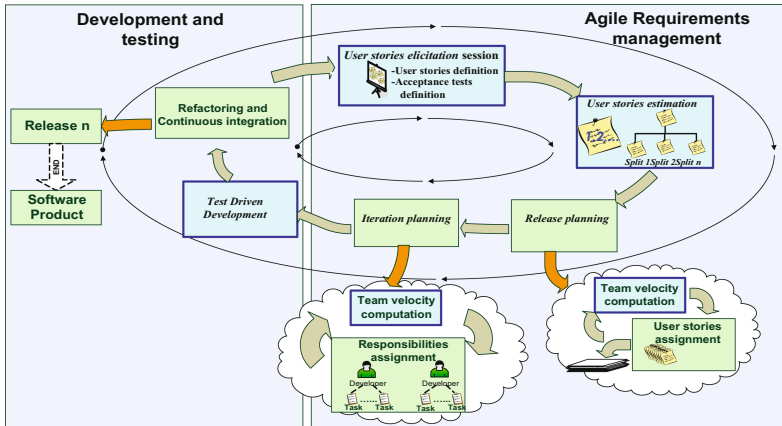 Development and
testing
Agile Requirements
management
User stories elicitation session
-User stories definition
-Acceptance tests
definition
User stories estimation
1,2...
Split 1Split 2Split n
Refactoring and
Continuous integration
Release n
END
Software
Product
Test Driven
Development
Iteration planning
Release planning
Team velocity
computation
Responsibilities
assignment
Developer
Developer
Task
Task
Task
Task
Team velocity
computation
User stories
assignment